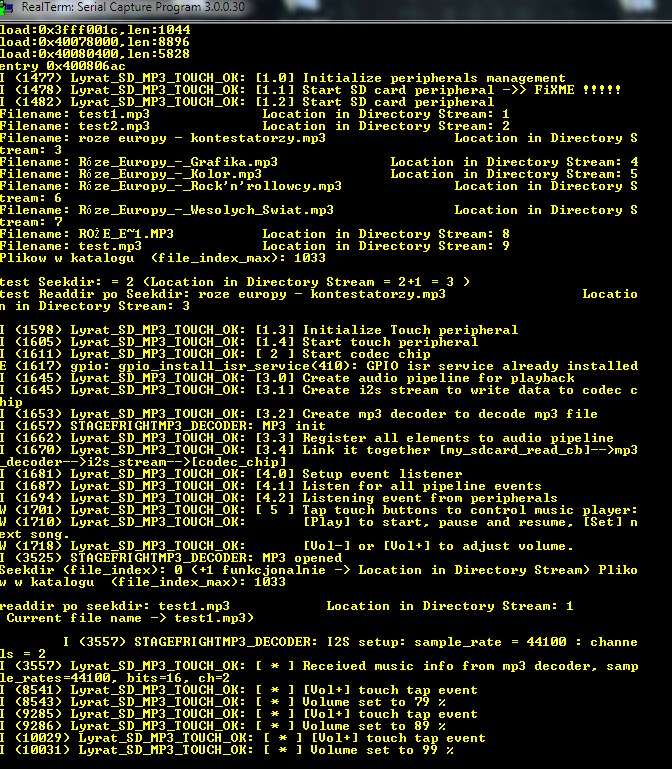 RealTerm: Serial Capture Program 3.0.0.30
load:0x3fff001c,len:1044
load:0x40078000,len:8896
load:0x40080400,len:5828
entry 0x400806ac
I (1477) Lyrat_SD_MP3_TOUCH_OK: [1.0] Initialize peripherals management
I (1478) Lyrat_SD_MP3_TOUCH_OK: [1.1] Start SD card peripheral ->> FiXME !!!!!
I (1482) Lyrat_SD_MP3_TOUCH_OK: [1.2] Start SD card peripheral
Filename: test1.mp3 Location in Directory Stream: 1
Filename: test2.mp3 Location in Directory Stream: 2
Filename: roze europy - kontestatorzy.mp3 Location in Directory S
tream: 3
Filename: Róze_Europy_-_Grafika.mp3 Location in Directory Stream: 4
Filename: Róze_Europy_-_Kolor.mp3 Location in Directory Stream: 5
Filename: Róze_Europy_-_Rock'n'rollowcy.mp3 Location in Directory S
tream: 6
Filename: Róze_Europy_-_Wesolych_Swiat.mp3 Location in Directory S
tream: 7
Filename: ROŻE_E~1.MP3 Location in Directory Stream: 8
Filename: test.mp3 Location in Directory Stream: 9
Plikow w katalogu (file_index_max): 1033
test Seekdir: = 2 (Location in Directory Stream = 2+1 = 3 )
test Readdir po Seekdir: roze europy - kontestatorzy.mp3 Locatio
n in Directory Stream: 3
I (1598) Lyrat_SD_MP3_TOUCH_OK: [1.3] Initialize Touch peripheral
I (1605) Lyrat_SD_MP3_TOUCH_OK: [1.4] Start touch peripheral
I (1611) Lyrat_SD_MP3_TOUCH_OK: [ 2 ] Start codec chip
E (1617) gpio: gpio_install_isr_service(410): GPIO isr service already installed
I (1645) Lyrat_SD_MP3_TOUCH_OK: [3.0] Create audio pipeline for playback
I (1645) Lyrat_SD_MP3_TOUCH_OK: [3.1] Create i2s stream to write data to codec c
hip
I (1653) Lyrat_SD_MP3_TOUCH_OK: [3.2] Create mp3 decoder to decode mp3 file
I (1657) STAGEFRIGHTMP3_DECODER: MP3 init
I (1662) Lyrat_SD_MP3_TOUCH_OK: [3.3] Register all elements to audio pipeline
I (1670) Lyrat_SD_MP3_TOUCH_OK: [3.4] Link it together [my_sdcard_read_cb]-->mp3
_decoder-->i2s_stream-->[codec_chip]
I (1681) Lyrat_SD_MP3_TOUCH_OK: [4.0] Setup event listener
I (1687) Lyrat_SD_MP3_TOUCH_OK: [4.1] Listen for all pipeline events
I (1694) Lyrat_SD_MP3_TOUCH_OK: [4.2] Listening event from peripherals
W (1701) Lyrat_SD_MP3_TOUCH_OK: [ 5 ] Tap touch buttons to control music player:
W (1710) Lyrat_SD_MP3_TOUCH_OK: [Play] to start, pause and resume, [Set] n
ext song.
W (1718) Lyrat_SD_MP3_TOUCH_OK: [Vol-] or [Vol+] to adjust volume.
I (3525) STAGEFRIGHTMP3_DECODER: MP3 opened
Seekdir (file_index): 0 (+1 funkcjonalnie -> Location in Directory Stream) Pliko
w w katalogu (file_index_max): 1033
readdir po seekdir: test1.mp3 Location in Directory Stream: 1
Current file name -> test1.mp3)
I (3557) STAGEFRIGHTMP3_DECODER: I2S setup: sample_rate = 44100 : channe
ls = 2
I (3557) Lyrat_SD_MP3_TOUCH_OK: [ * ] Received music info from mp3 decoder, samp
le_rates=44100, bits=16, ch=2
I (8541) Lyrat_SD_MP3_TOUCH_OK: [ * ] [Vol+] touch tap event
I (8543) Lyrat_SD_MP3_TOUCH_OK: [ * ] Volume set to 79 %
I (9285) Lyrat_SD_MP3_TOUCH_OK: [ * ] [Vol+] touch tap event
I (9286) Lyrat_SD_MP3_TOUCH_OK: [ * ] Volume set to 89 %
I (10029) Lyrat_SD_MP3_TOUCH_OK: [ * ] [Vol+] touch tap event
I (10031) Lyrat_SD_MP3_TOUCH_OK: [ * ] Volume set to 99 %